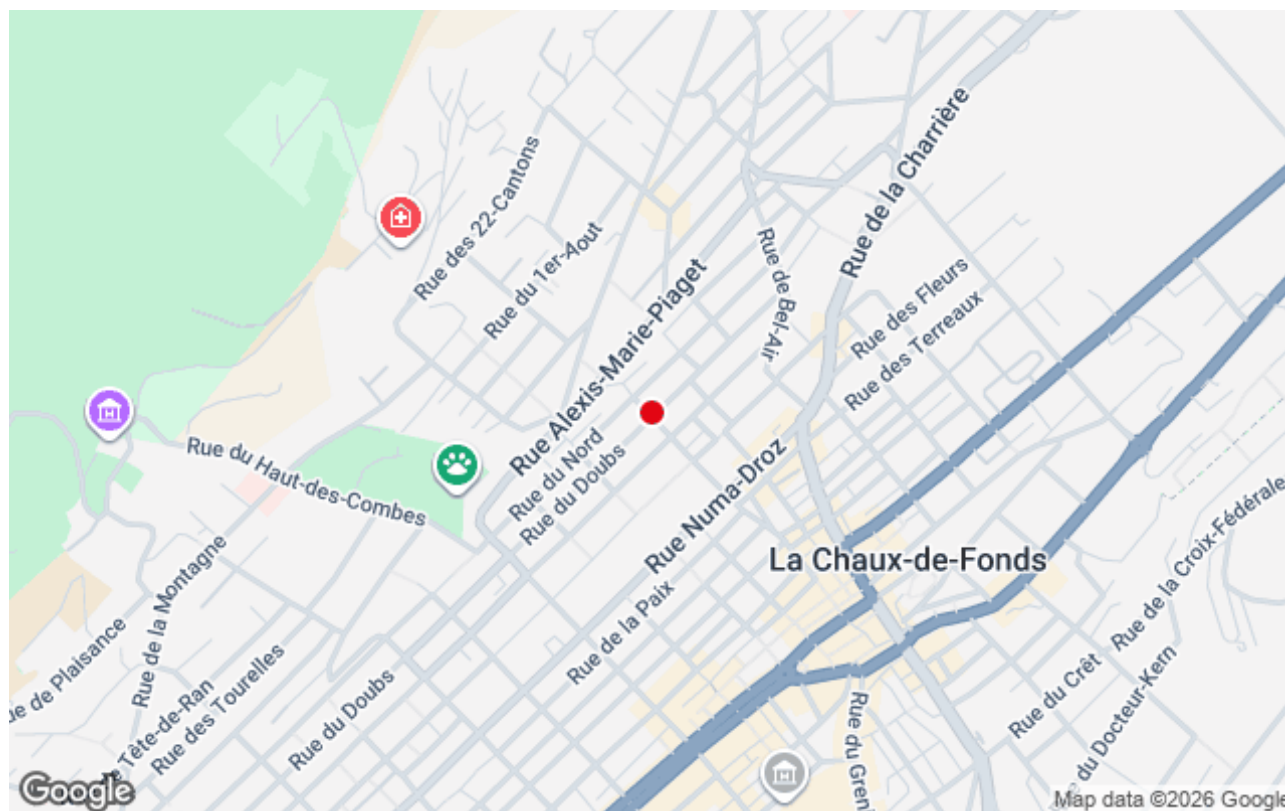 Rue de la Charrière
Rue des 22-Cantons
Rue du 1er-Aout
Rue de Bel-Air
Rue Alexis-Marie-Piaget
Rue des Fleurs
Rue des Terreaux
Rue du Haut-des-Combes
Rue du Nord
Rue du Doubs
Rue Numa-Droz
La Chaux-de-Fonds
Rue de la Montagne
Rue de la Paix
Rue de la Croix-Fédérale
ue de Plaisance
Tête-de-Ran
Rue des Tourelles
Rue du Doubs
Rue du Crêt
du Docteur-Kern
Rue du Gren
Google
Map data ©2026 Google